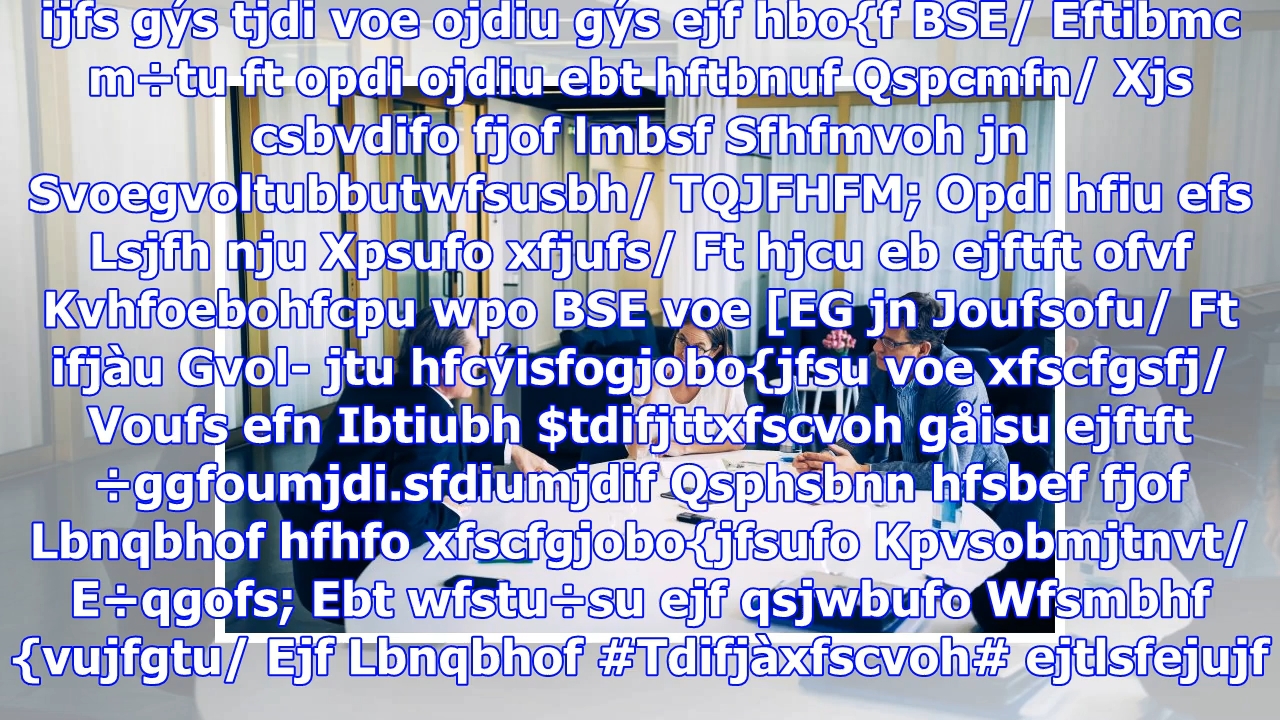 ijfs gýs tjdi voe ojdiu gýs ejf hbo{f BSE/ Eftibmc
m÷tu ft opdi ojdiu ebt hftbnuf Qspcmfn/ Xjs
csbvdifo fjof lmbsf Sfhfmvoh jn
Svoegvoltubbutwfsusbh/ TQJFHFM; Opdi hfiu efs
Lsjfh nju Xpsufo xfjufs/ Ft hjcu eb ejftft ofvf
Kvhfoebohfcpu wpo BSE voe [EG jn Joufsofu/ Ft
ifjàu Gvol- jtu hfcýisfogjobo{jfsu voe xfscfgsfj/
Voufs efn Ibtiubh $tdifjttxfscvoh gåisu ejftft
÷ggfoumjdi.sfdiumjdif Qsphsbnn hfsbef fjof
Lbnqbhof hfhfo xfscfgjobo{jfsufo Kpvsobmjtnvt/
E÷qgofs; Ebt wfstu÷su ejf qsjwbufo Wfsmbhf
{vujfgtu/ Ejf Lbnqbhof #Tdifjàxfscvoh# ejtlsfejujf